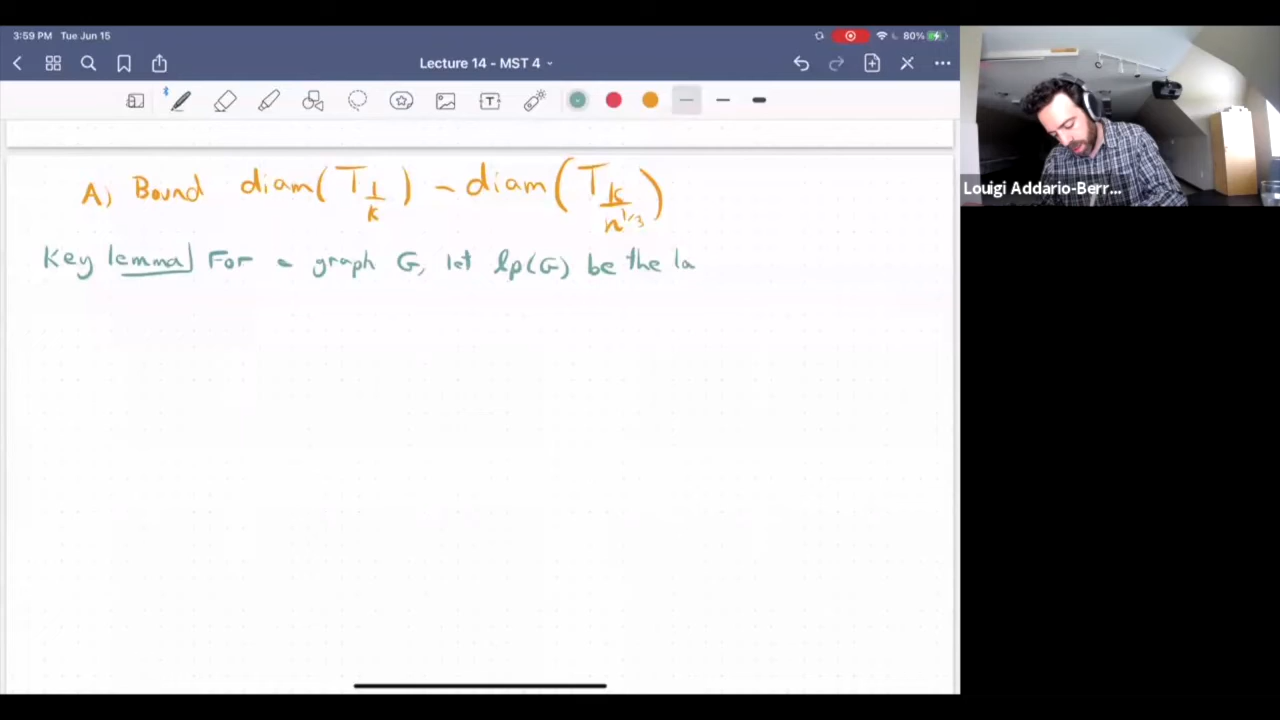 3:59 PM Tue Jun 15
80%
Lecture 14 - MST 4
A) Bound diam(T_{1/k}) - diam(T_{k/n^{1/3}})
Key lemma For a graph G, let lp(G) be the la
Louigi Addario-Berr...